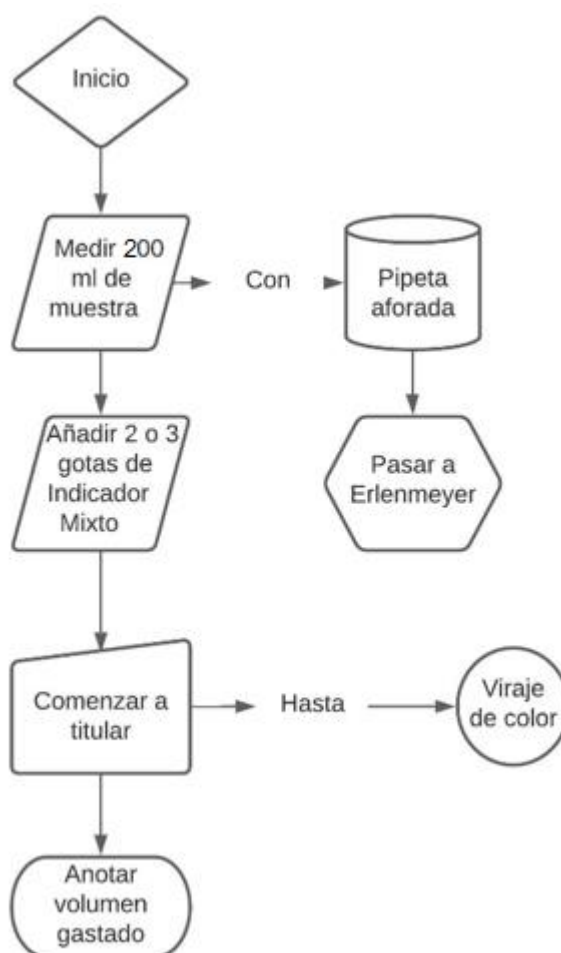 Inicio
Medir 200
ml de
muestra
Con
Pipeta
aforada
Añadir 2 o 3
gotas de
Indicador
Mixto
Pasar a
Erlenmeyer
Comenzar a
titular
Hasta
Viraje
de color
Anotar
volumen
gastado